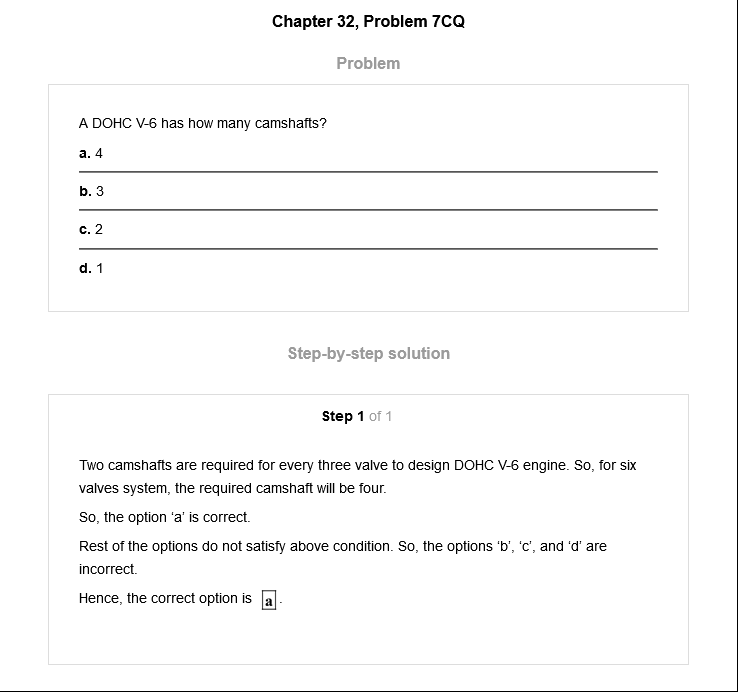 Chapter 32, Problem 7CQ
Problem
A DOHC V-6 has how many camshafts?
a. 4
b. 3
c. 2
d. 1
Step-by-step solution
Step 1 of 1
Two camshafts are required for every three valve to design DOHC V-6 engine. So, for six
valves system, the required camshaft will be four.
So, the option ‘a’ is correct.
Rest of the options do not satisfy above condition. So, the options ‘b’, ‘c’, and ‘d’ are
incorrect.
Hence, the correct option is a.